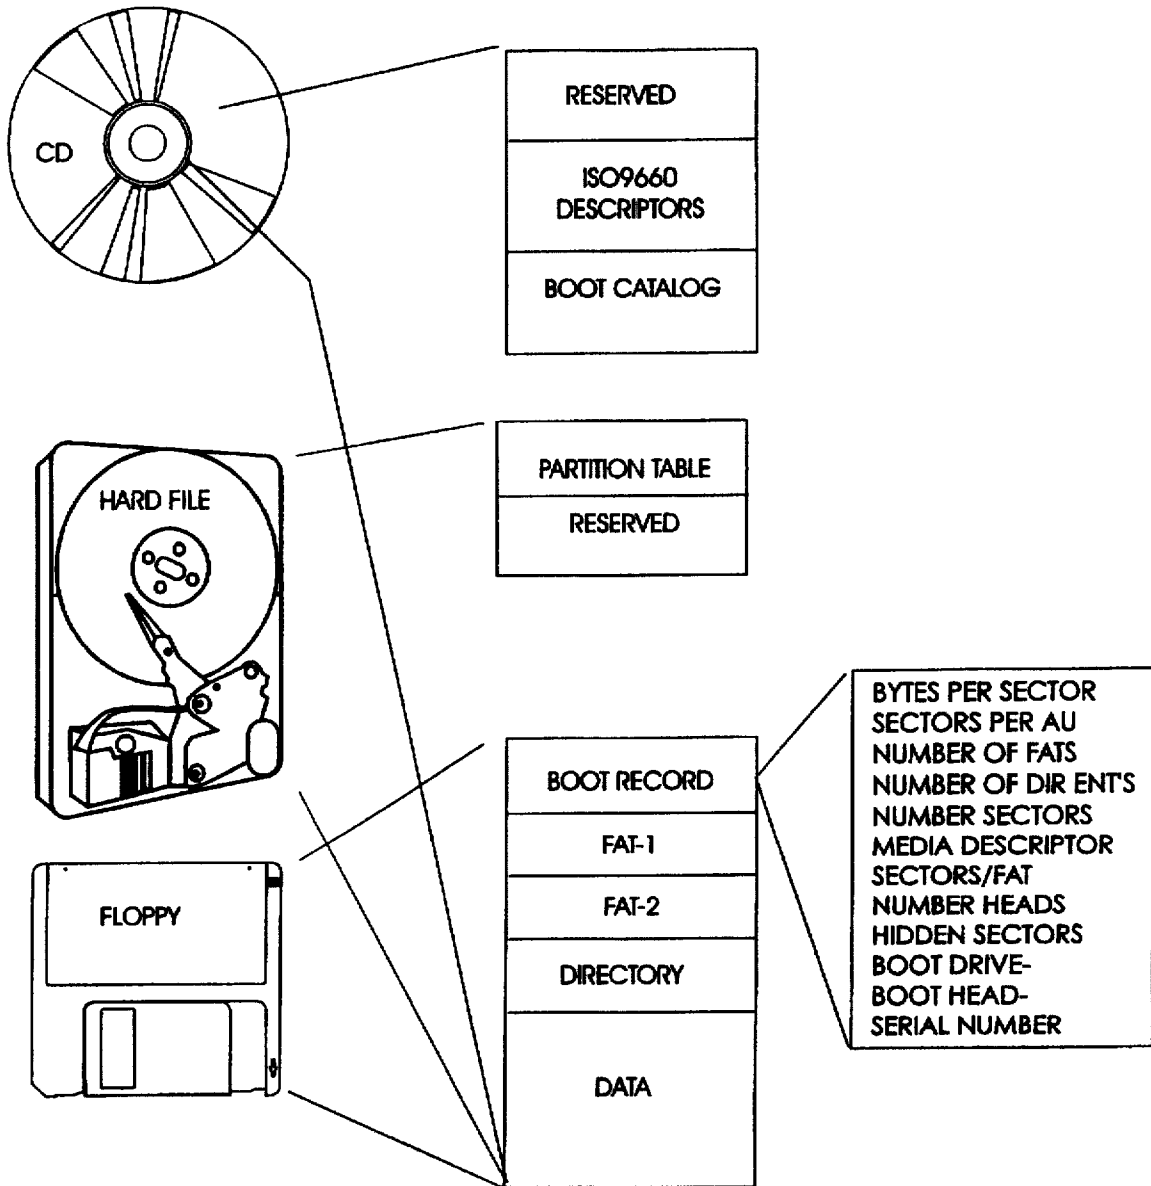 CD
RESERVED
ISO9660
DESCRIPTORS
BOOT CATALOG
HARD FILE
PARTITION TABLE
RESERVED
FLOPPY
BOOT RECORD
FAT-1
FAT-2
DIRECTORY
DATA
BYTES PER SECTOR
SECTORS PER AU
NUMBER OF FATS
NUMBER OF DIR ENT'S
NUMBER SECTORS
MEDIA DESCRIPTOR
SECTORS/FAT
NUMBER HEADS
HIDDEN SECTORS
BOOT DRIVE-
BOOT HEAD-
SERIAL NUMBER